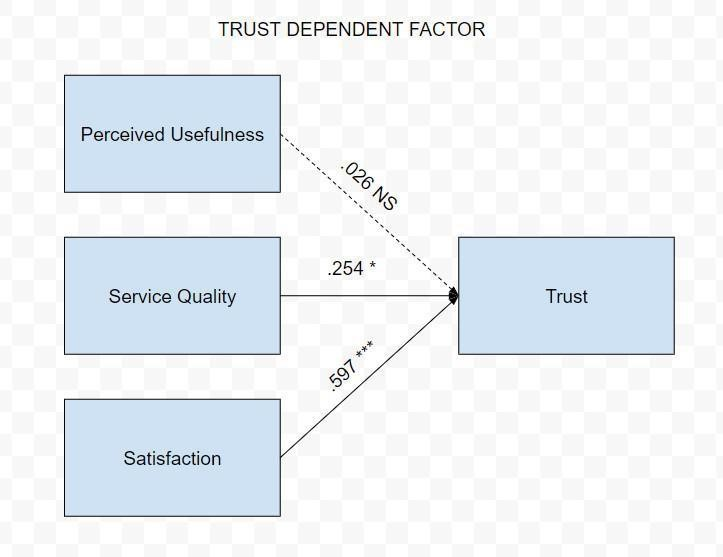 TRUST DEPENDENT FACTOR
Perceived Usefulness
.026 NS
Service Quality
.254 *
Trust
.597 ***
Satisfaction